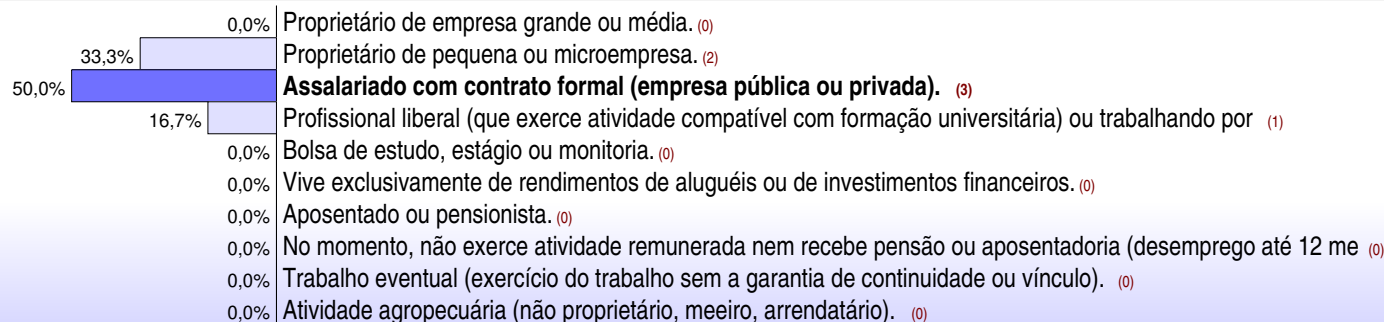 0,0% Proprietário de empresa grande ou média. (0)
33,3% Proprietário de pequena ou microempresa. (2)
50,0% Assalariado com contrato formal (empresa pública ou privada). (3)
16,7% Profissional liberal (que exerce atividade compatível com formação universitária) ou trabalhando por (1)
0,0% Bolsa de estudo, estágio ou monitoria. (0)
0,0% Vive exclusivamente de rendimentos de aluguéis ou de investimentos financeiros. (0)
0,0% Aposentado ou pensionista. (0)
0,0% No momento, não exerce atividade remunerada nem recebe pensão ou aposentadoria (desemprego até 12 me (0)
0,0% Trabalho eventual (exercício do trabalho sem a garantia de continuidade ou vínculo). (0)
0,0% Atividade agropecuária (não proprietário, meeiro, arrendatário). (0)